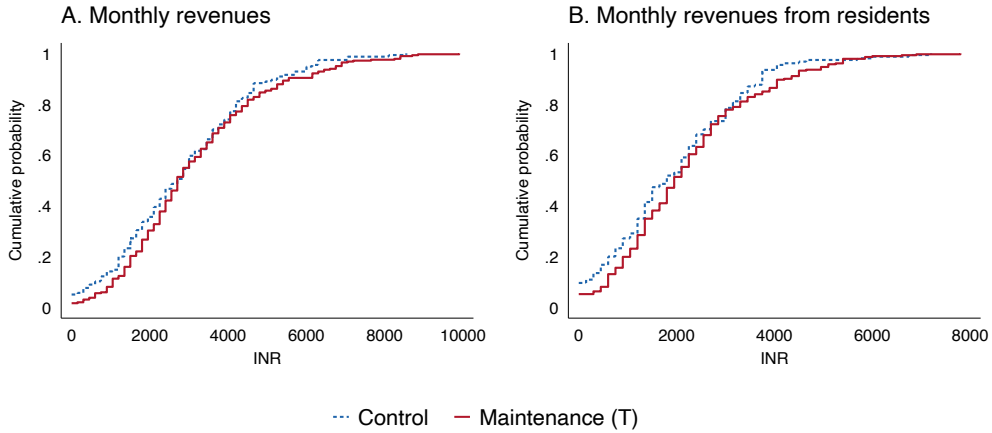 A. Monthly revenues
Cumulative probability
1
.8
.6
.4
.2
0
0 2000 4000 6000 8000 10000
INR
B. Monthly revenues from residents
Cumulative probability
1
.8
.6
.4
.2
0
0 2000 4000 6000 8000
INR
Control Maintenance (T)